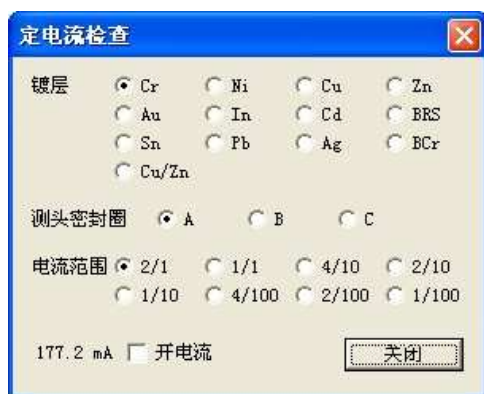 定电流检查
镀层 Cr Ni Cu Zn
Au In Cd BRS
Sn Pb Ag BCr
Cu/Zn
测头密封圈 A B C
电流范围 2/1 1/1 4/10 2/10
1/10 4/100 2/100 1/100
177.2 mA 开电流 关闭